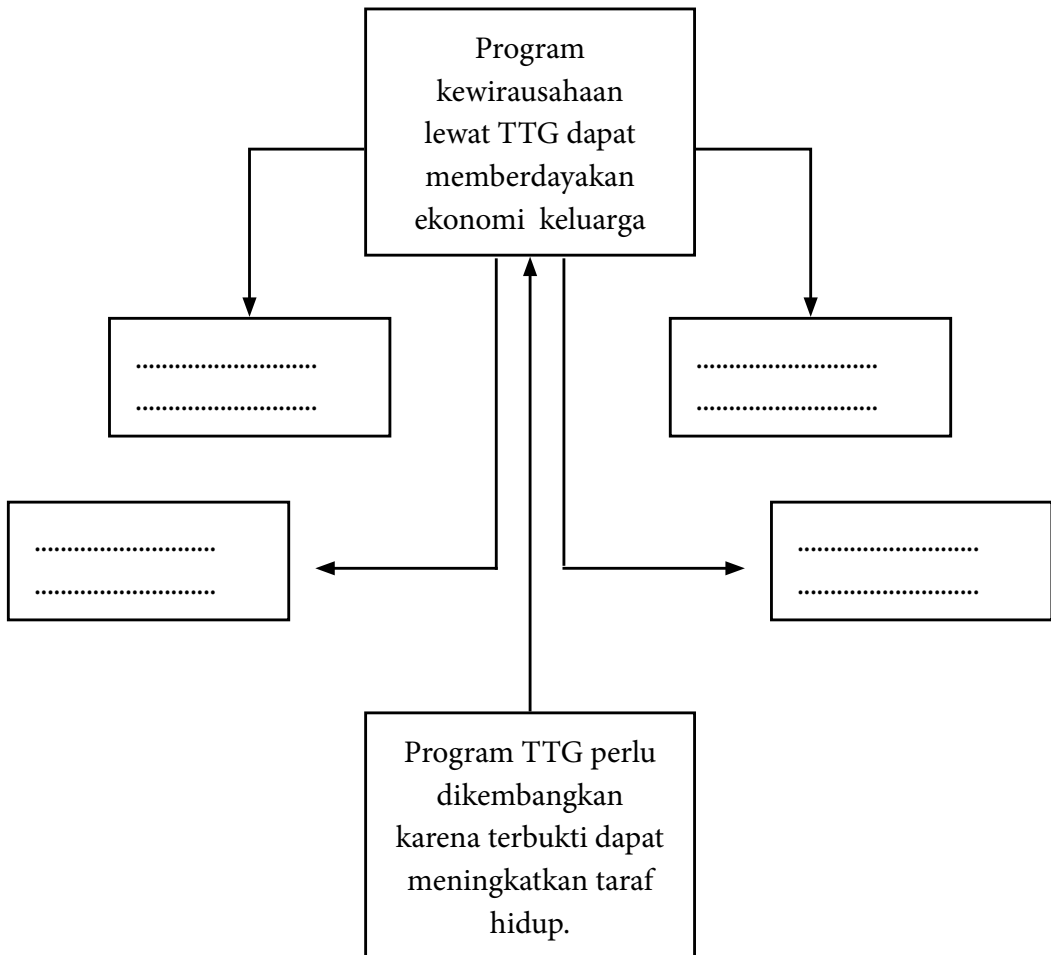 Program
kewirausahaan
lewat TTG dapat
memberdayakan
ekonomi keluarga
............................
............................
............................
............................
............................
............................
............................
............................
Program TTG perlu
dikembangkan
karena terbukti dapat
meningkatkan taraf
hidup.